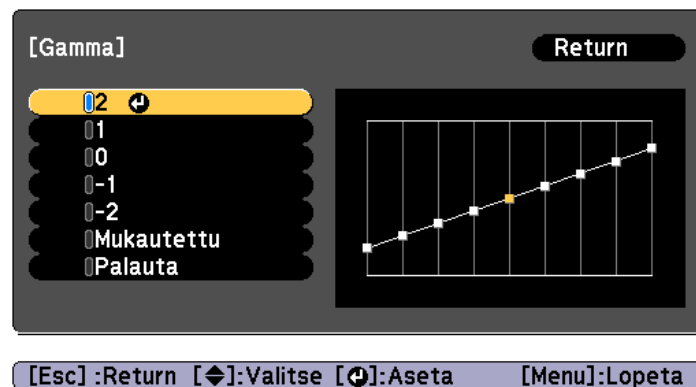 [Gamma]
Return
2
1
0
-1
-2
Mukautettu
Palauta
[Esc] :Return [◆]:Valitse [↵]:Aseta [Menu]:Lopeta